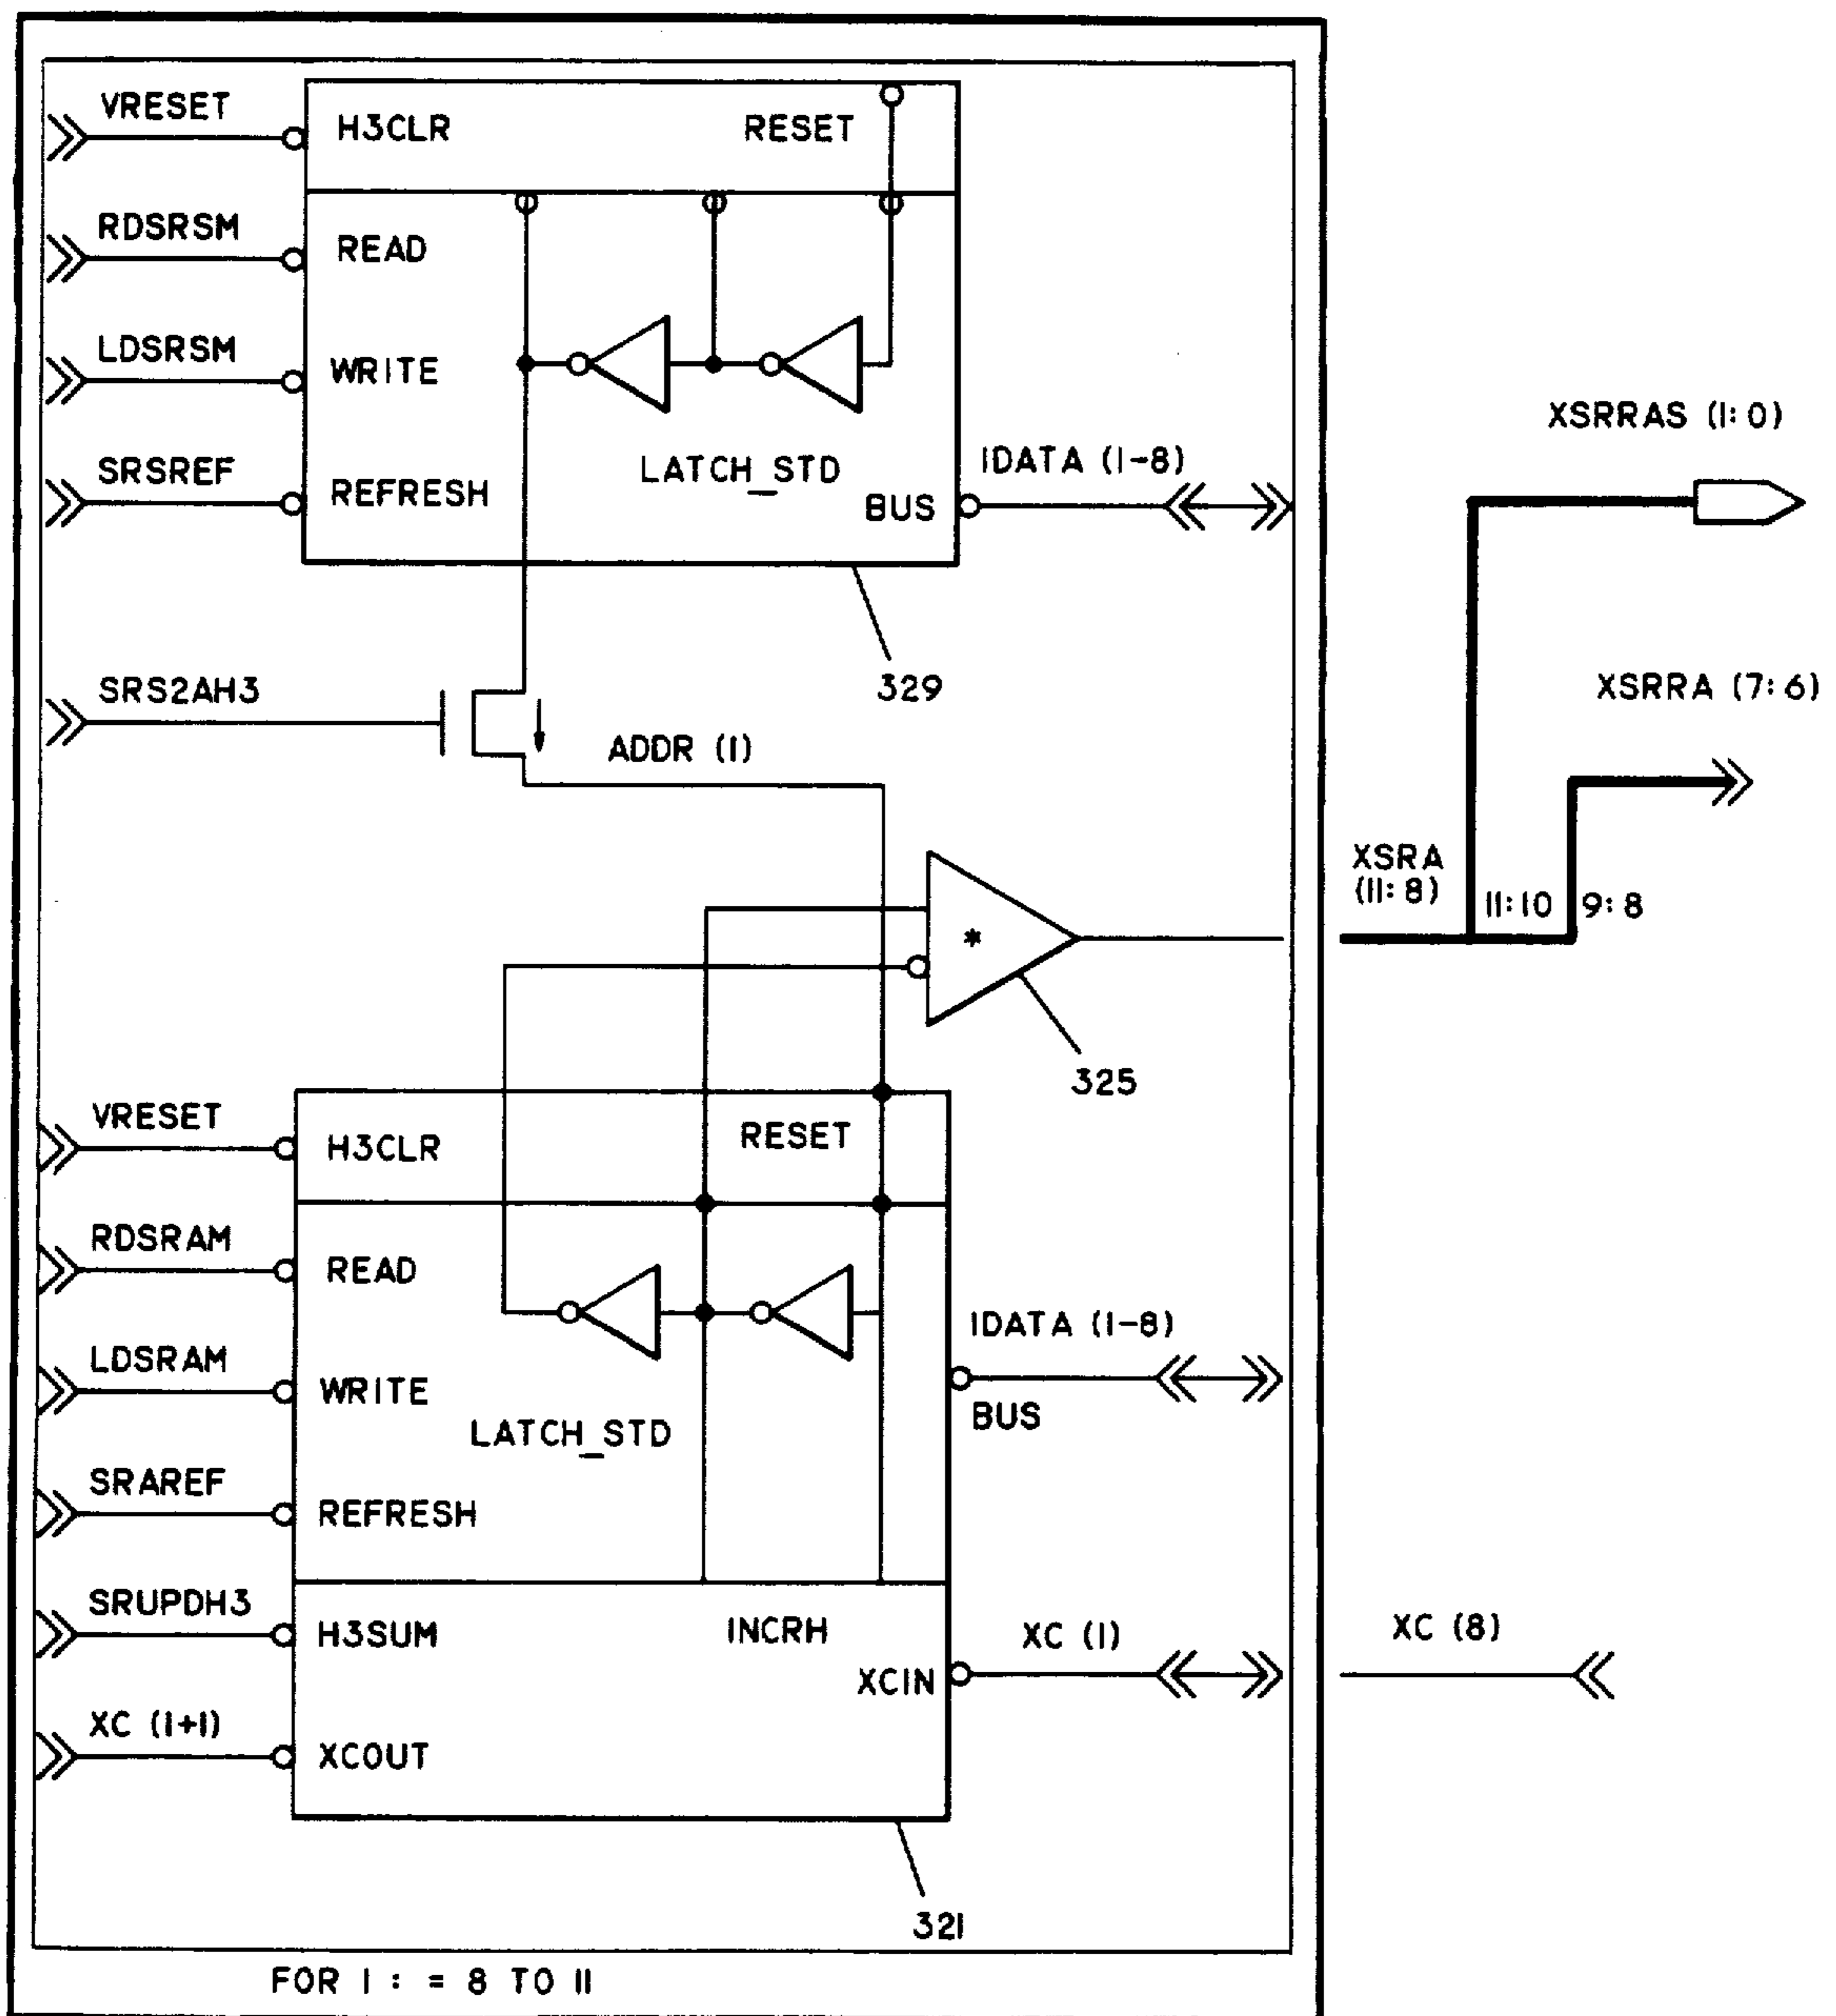 VRESET
H3CLR
RESET
RDSRSM
READ
LDSRSM
WRITE
SRSREF
REFRESH
LATCH_STD
IDATA (I-8)
BUS
329
SRS2AH3
ADDR (I)
XSRRAS (1:0)
XSRRA (7:6)
XSRA
(11:8)
11:10
9:8
*
325
VRESET
H3CLR
RESET
RDSRAM
READ
LDSRAM
WRITE
LATCH_STD
IDATA (I-8)
BUS
SRAREF
REFRESH
SRUPDH3
H3SUM
INCRH
XC (I)
XCIN
XC (8)
XC (I+1)
XCOUT
321
FOR I : = 8 TO 11